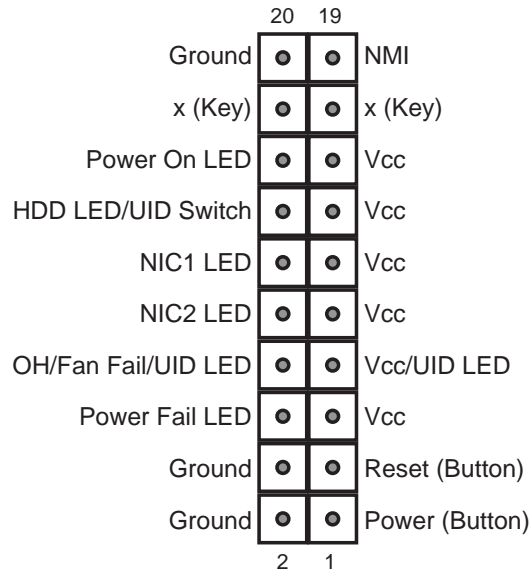 20 19
Ground NMI
x (Key) x (Key)
Power On LED Vcc
HDD LED/UID Switch Vcc
NIC1 LED Vcc
NIC2 LED Vcc
OH/Fan Fail/UID LED Vcc/UID LED
Power Fail LED Vcc
Ground Reset (Button)
Ground Power (Button)
2 1